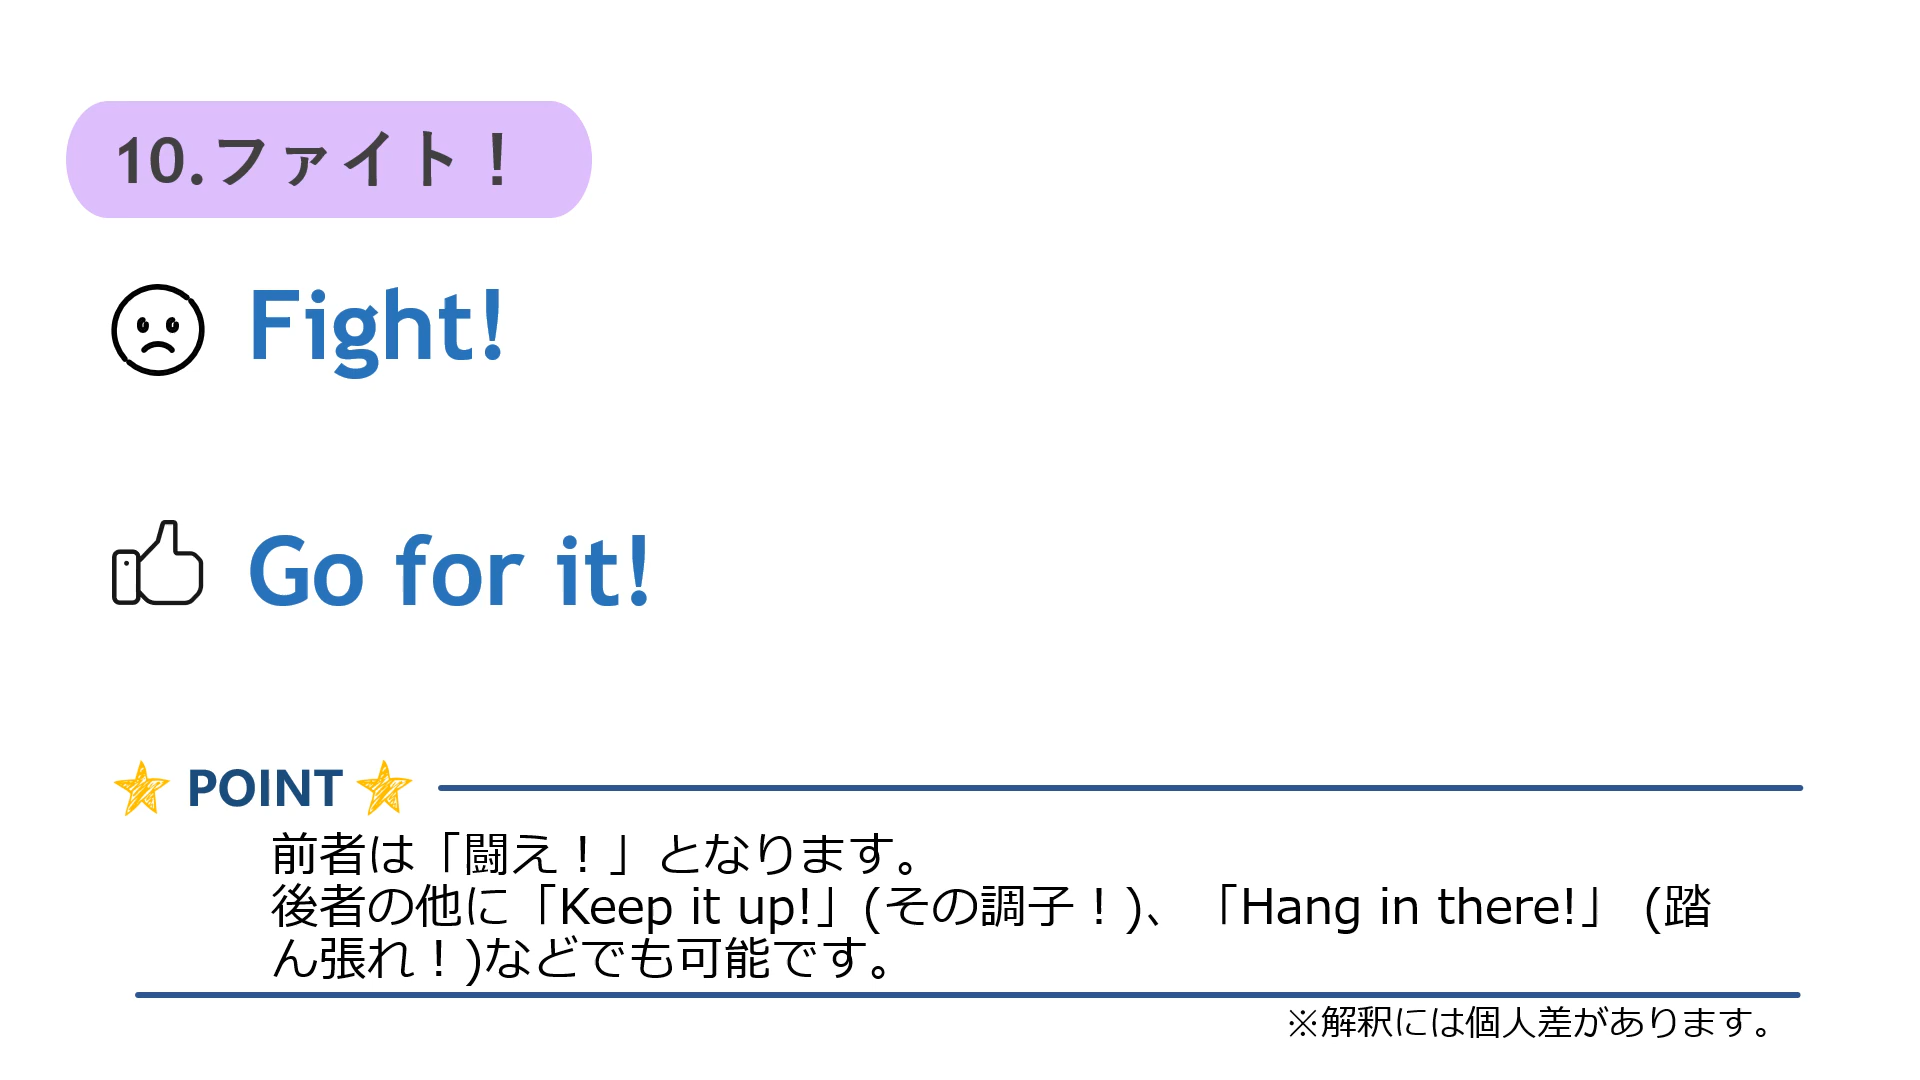 10.ファイト！
Fight!
Go for it!
POINT
前者は「闘え！」となります。
後者の他に「Keep it up!」(その調子！)、「Hang in there!」 (踏
ん張れ！)などでも可能です。
※解釈には個人差があります。